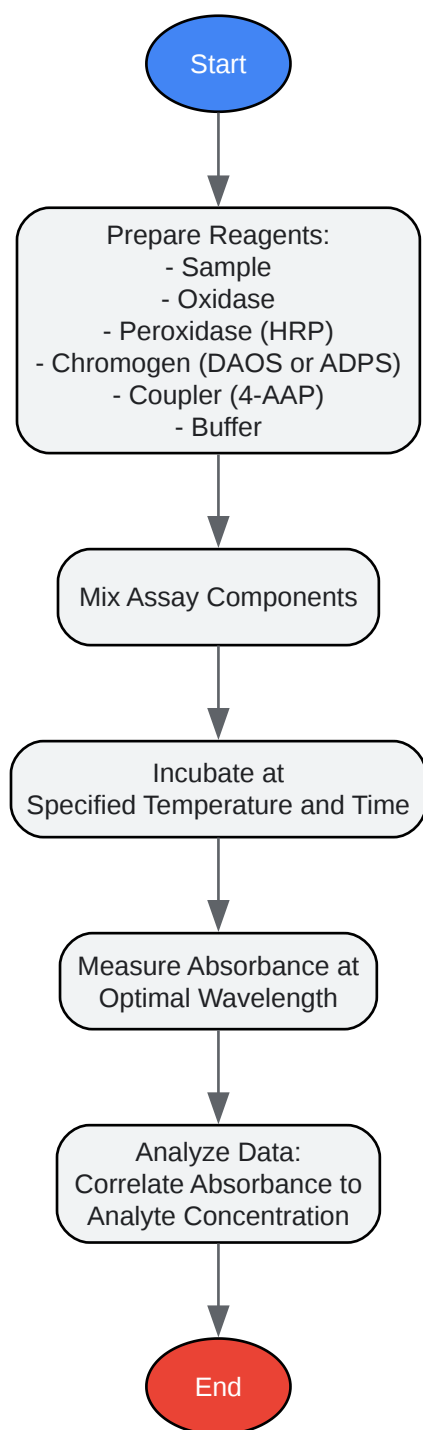 Start
Prepare Reagents:
- Sample
- Oxidase
- Peroxidase (HRP)
- Chromogen (DAOS or ADPS)
- Coupler (4-AAP)
- Buffer
Mix Assay Components
Incubate at
Specified Temperature and Time
Measure Absorbance at
Optimal Wavelength
Analyze Data:
Correlate Absorbance to
Analyte Concentration
End